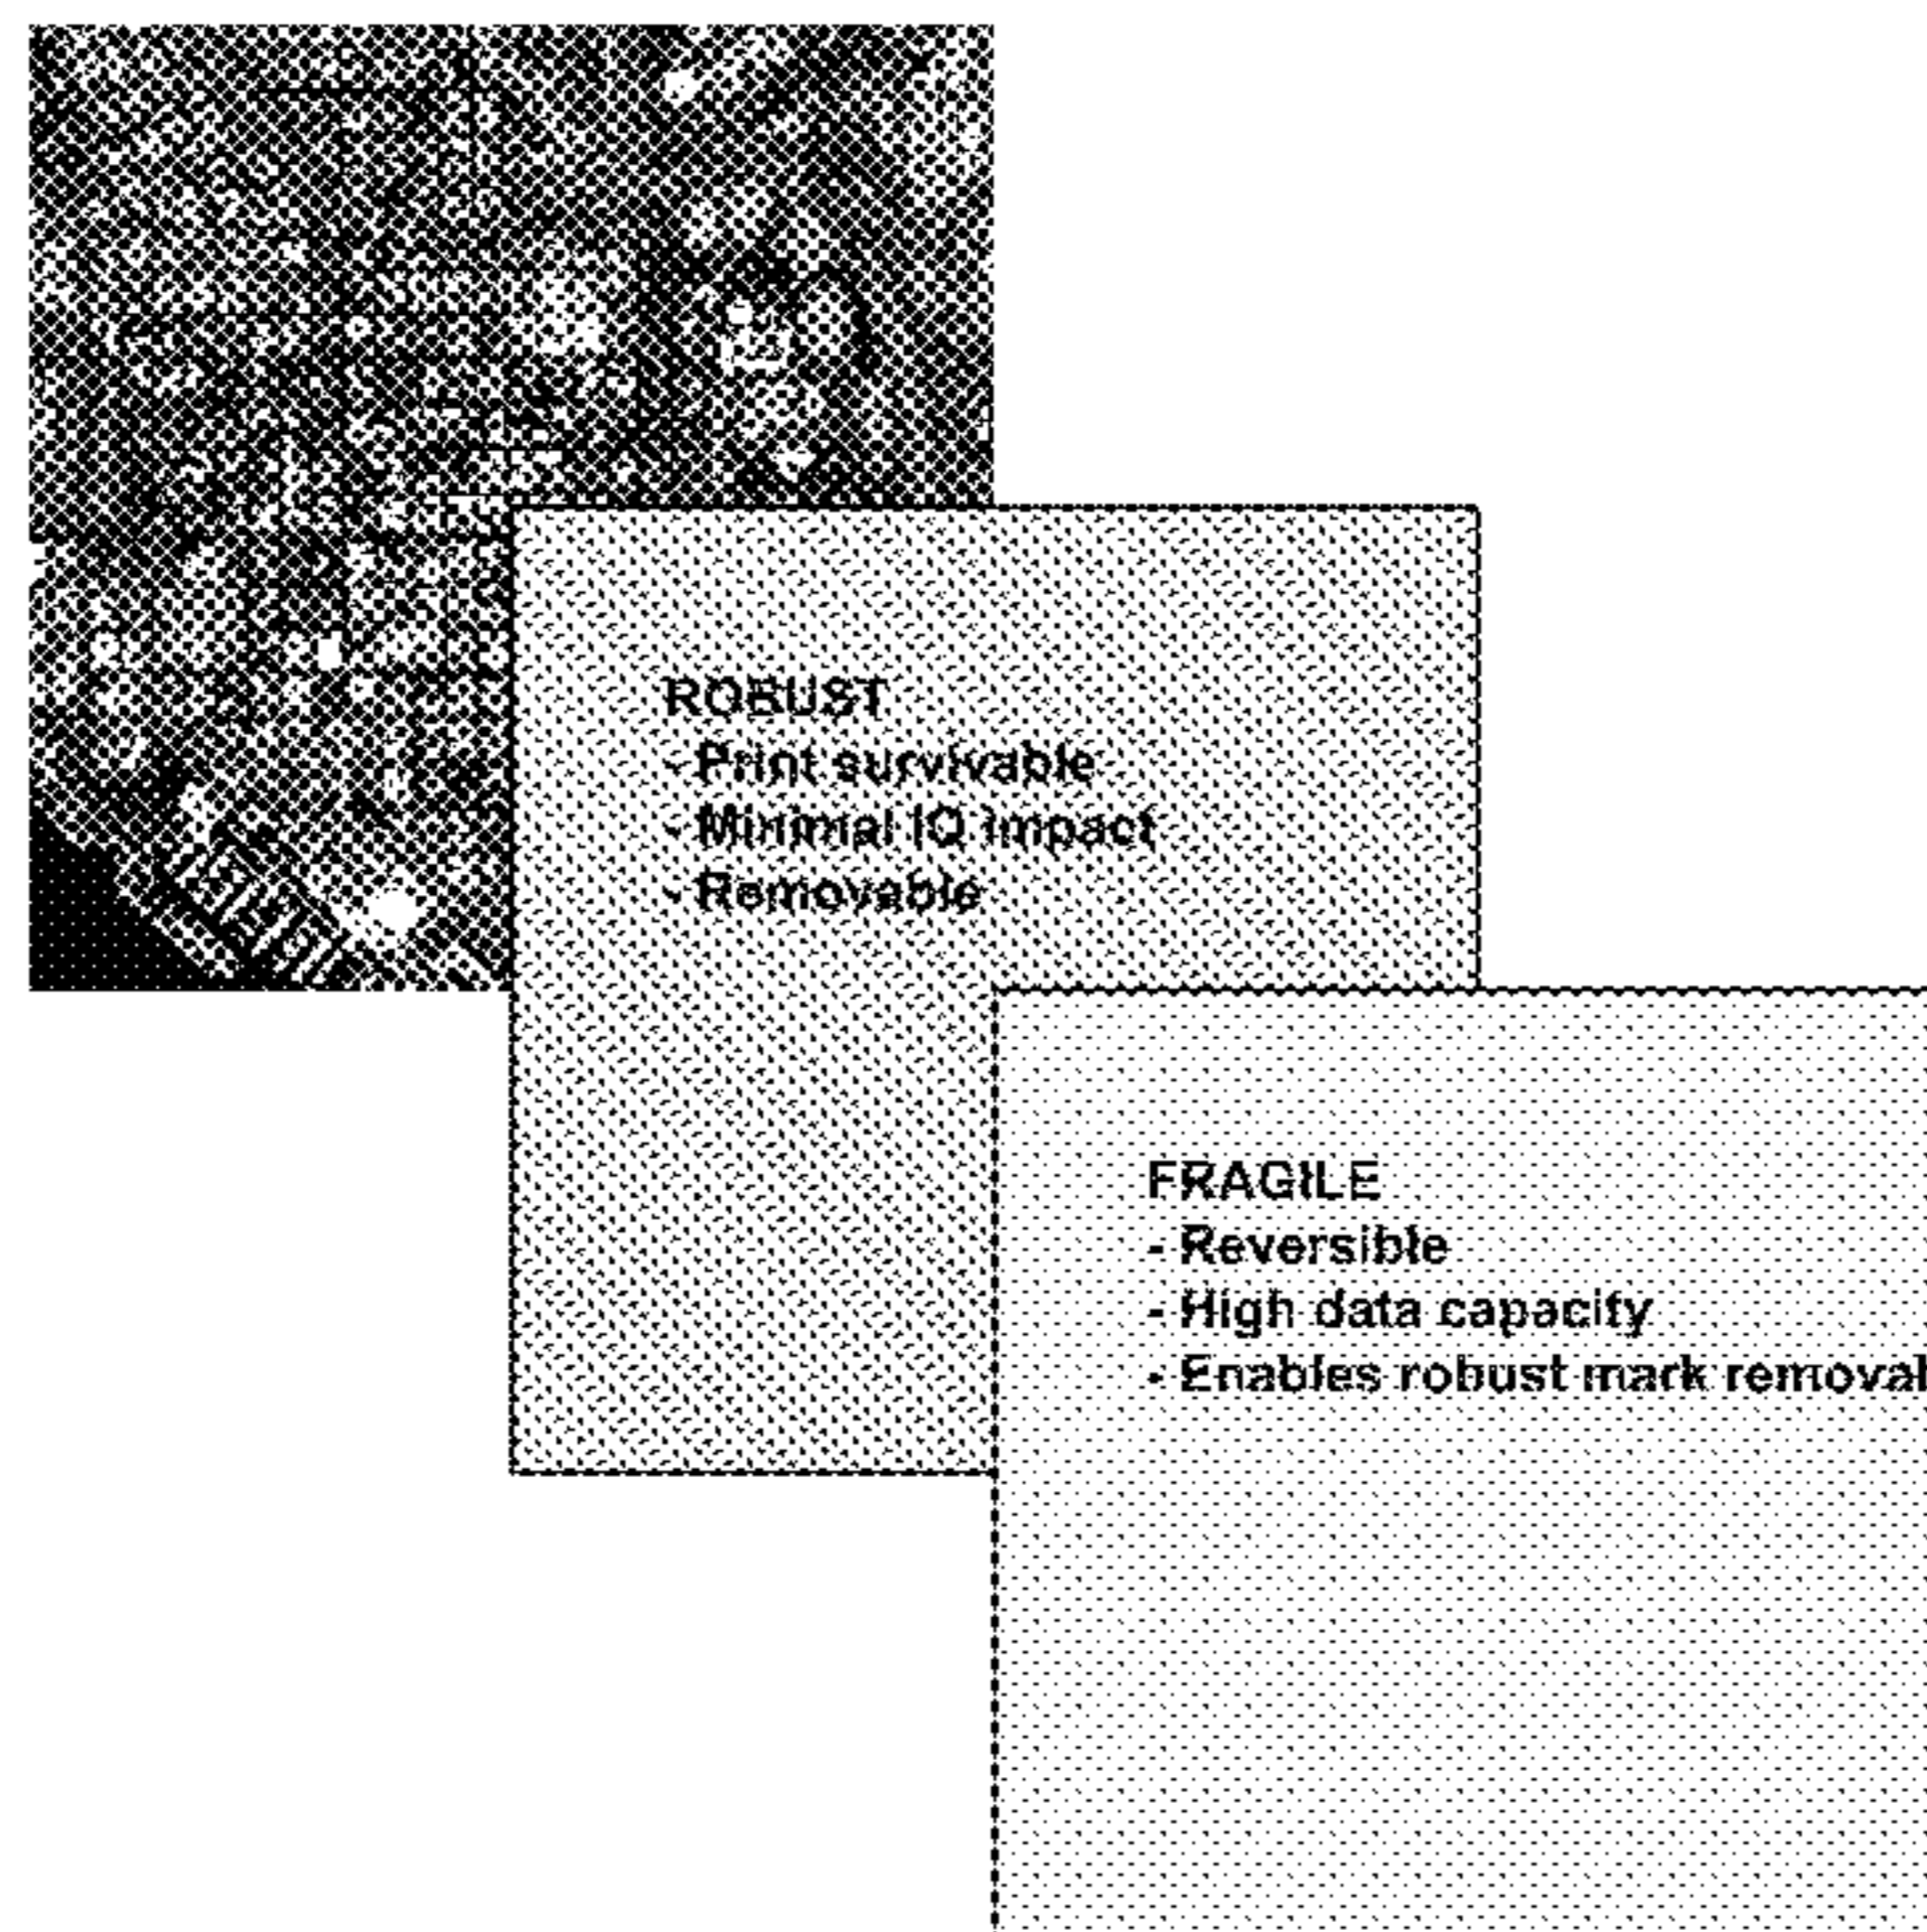 ROBUST
- Print survivable
- Minimal IQ impact
- Removable
FRAGILE
- Reversible
- High data capacity
- Enables robust mark removal